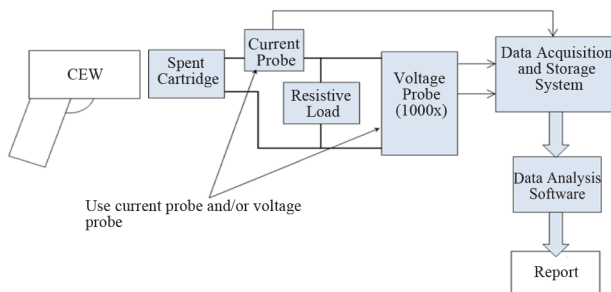 CEW
Spent
Cartridge
Current
Probe
Resistive
Load
Voltage
Probe
(1000x)
Data Acquisition
and Storage
System
Use current probe and/or voltage
probe
Data Analysis
Software
Report